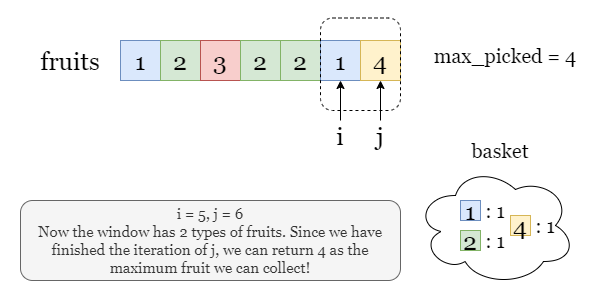 fruits 1 2 3 2 2 1 4 max_picked = 4
i j
basket
1 : 1
4 : 1
2 : 1
i = 5, j = 6
Now the window has 2 types of fruits. Since we have
finished the iteration of j, we can return 4 as the
maximum fruit we can collect!